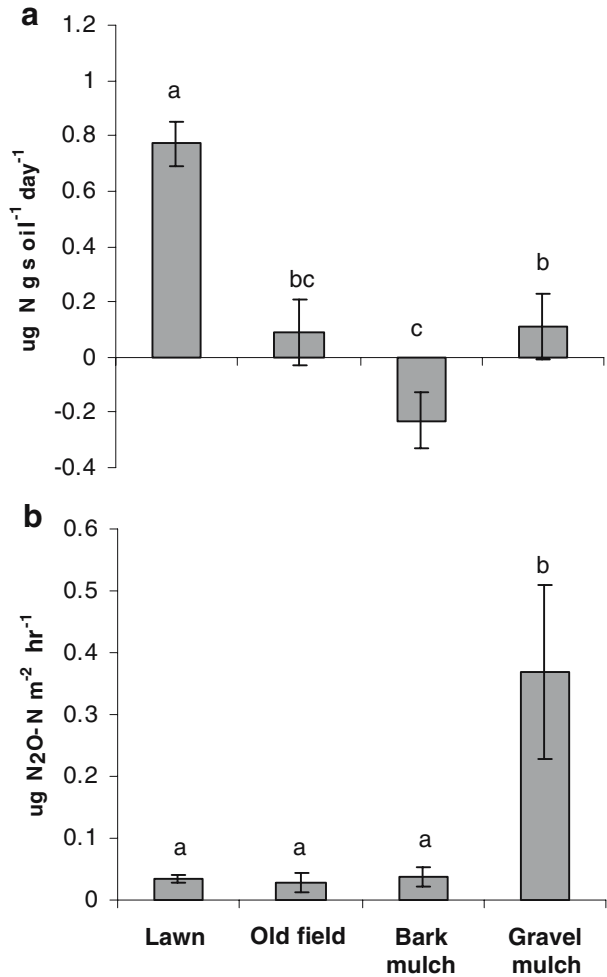 a
ug N g soil-1 day-1
1
0.8
0.6
0.4
0.2
0
-0.2
-0.4
a
bc
c
b
b
ug N2O-N m-2 hr-1
0.6
0.5
0.4
0.3
0.2
0.1
0
a
a
a
b
Lawn
Old field
Bark
mulch
Gravel
mulch